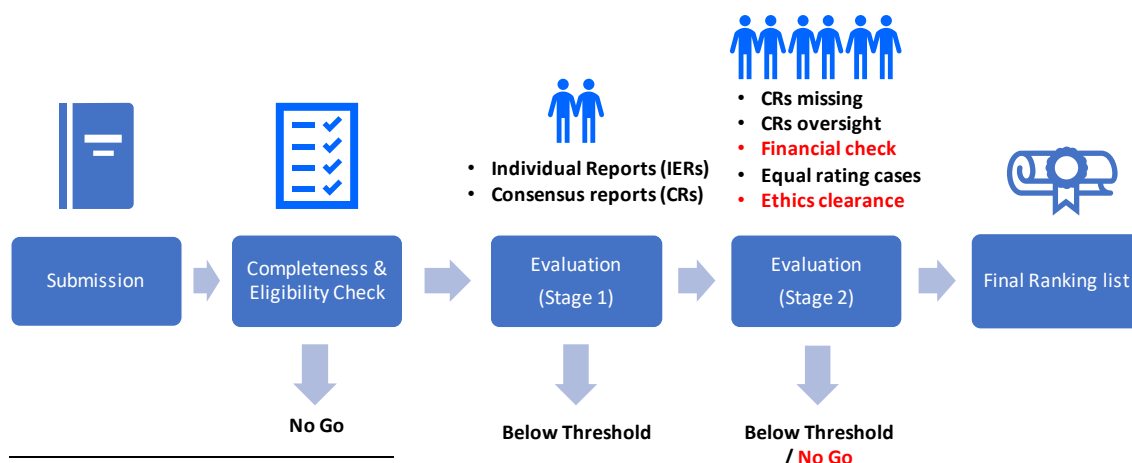 • Individual Reports (IERs)
• Consensus reports (CRs)
• CRs missing
• CRs oversight
• Financial check
• Equal rating cases
• Ethics clearance
Submission
Completeness &
Eligibility Check
Evaluation
(Stage 1)
Evaluation
(Stage 2)
Final Ranking list
No Go
Below Threshold
Below Threshold
/ No Go